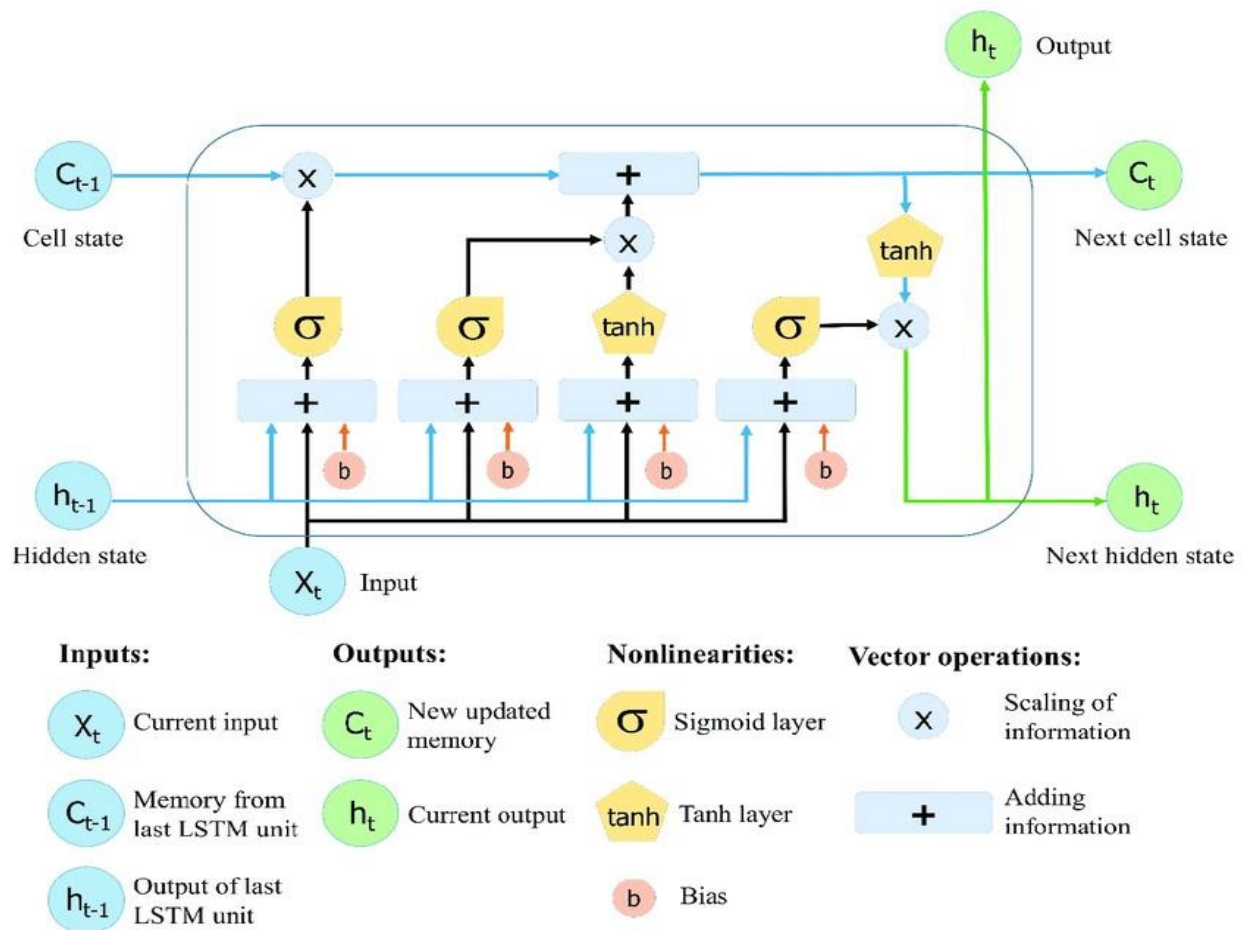 hₜ Output
Cₜ₋₁ x + Cₜ
Cell state x tanh Next cell state
σ σ tanh σ x
+ + + +
b b b b
hₜ₋₁ hₜ
Hidden state Next hidden state
Xₜ Input
Inputs: Outputs: Nonlinearities: Vector operations:
Xₜ Current input
Cₜ₋₁ Memory from
last LSTM unit
hₜ₋₁ Output of last
LSTM unit
Cₜ New updated
memory
hₜ Current output
σ Sigmoid layer
tanh Tanh layer
b Bias
x Scaling of
information
+ Adding
information